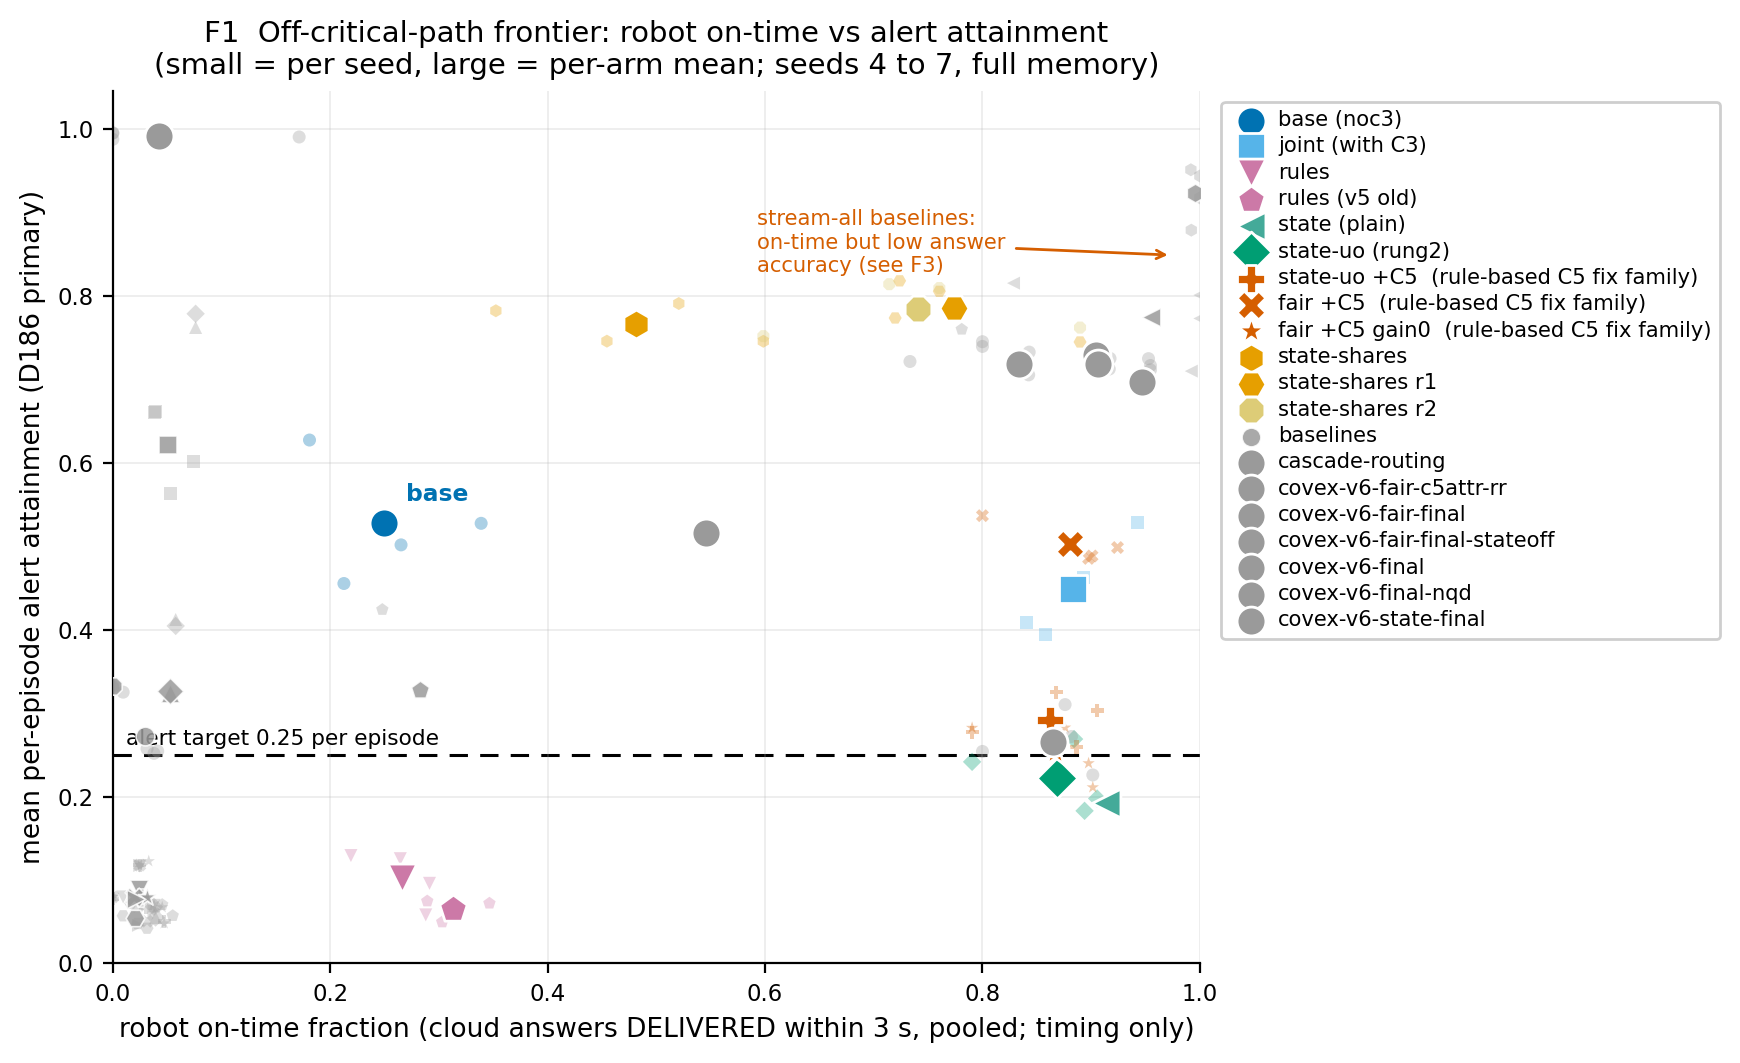 F1  Off-critical-path frontier: robot on-time vs alert attainment
(small = per seed, large = per-arm mean; seeds 4 to 7, full memory)
mean per-episode alert attainment (D186 primary)
1.0
0.8
0.6
0.4
0.2
0.0
stream-all baselines:
on-time but low answer
accuracy (see F3)
base
alert target 0.25 per episode
0.0
0.2
0.4
0.6
0.8
1.0
robot on-time fraction (cloud answers DELIVERED within 3 s, pooled; timing only)
base (noc3)
joint (with C3)
rules
rules (v5 old)
state (plain)
state-uo (rung2)
state-uo +C5  (rule-based C5 fix family)
fair +C5  (rule-based C5 fix family)
fair +C5 gain0  (rule-based C5 fix family)
state-shares
state-shares r1
state-shares r2
baselines
cascade-routing
covex-v6-fair-c5attr-rr
covex-v6-fair-final
covex-v6-fair-final-stateoff
covex-v6-final
covex-v6-final-nqd
covex-v6-state-final